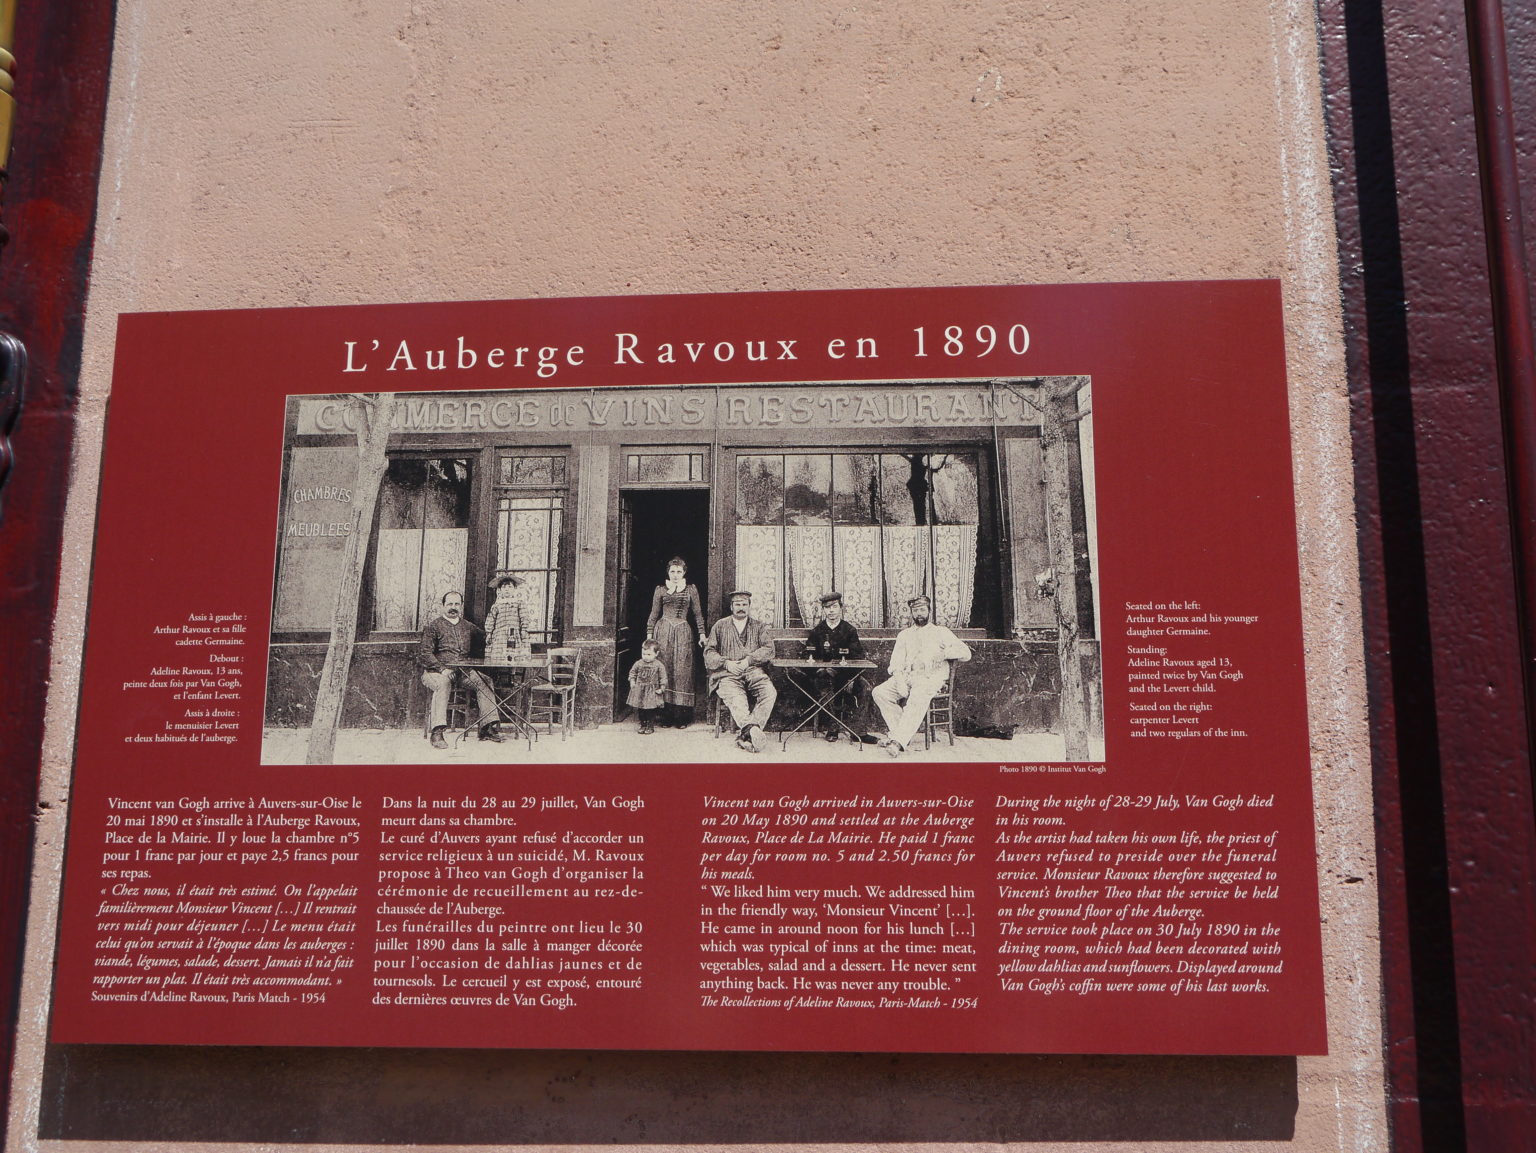 L'Auberge Ravoux en 1890
COMMERCE de VINS RESTAURANT
CHAMBRES
MEUBLEES
Assis à gauche :
Arthur Ravoux et sa fille
cadette Germaine.
Debout :
Adeline Ravoux, 13 ans,
peinte deux fois par Van Gogh,
et l'enfant Levert.
Assis à droite :
le menuisier Levert
et deux habitués de l'auberge.
Seated on the left:
Arthur Ravoux and his younger
daughter Germaine.
Standing:
Adeline Ravoux aged 13,
painted twice by Van Gogh
and the Levert child.
Seated on the right:
carpenter Levert
and two regulars of the inn.
Photo 1890 © Institut Van Gogh
Vincent van Gogh arrive à Auvers-sur-Oise le
20 mai 1890 et s'installe à l'Auberge Ravoux,
Place de la Mairie. Il y loue la chambre n°5
pour 1 franc par jour et paye 2,5 francs pour
ses repas.
« Chez nous, il était très estimé. On l'appelait
familièrement Monsieur Vincent [...] Il rentrait
vers midi pour déjeuner [...] Le menu était
celui qu'on servait à l'époque dans les auberges :
viande, légumes, salade, dessert. Jamais il n'a fait
rapporter un plat. Il était très accommodant. »
Souvenirs d'Adeline Ravoux, Paris Match - 1954
Dans la nuit du 28 au 29 juillet, Van Gogh
meurt dans sa chambre.
Le curé d'Auvers ayant refusé d'accorder un
service religieux à un suicidé, M. Ravoux
propose à Theo van Gogh d'organiser la
cérémonie de recueillement au rez-de-
chaussée de l'Auberge.
Les funérailles du peintre ont lieu le 30
juillet 1890 dans la salle à manger décorée
pour l'occasion de dahlias jaunes et de
tournesols. Le cercueil y est exposé, entouré
des dernières œuvres de Van Gogh.
Vincent van Gogh arrived in Auvers-sur-Oise
on 20 May 1890 and settled at the Auberge
Ravoux, Place de La Mairie. He paid 1 franc
per day for room no. 5 and 2.50 francs for
his meals.
“ We liked him very much. We addressed him
in the friendly way, ‘Monsieur Vincent’ [...].
He came in around noon for his lunch [...]
which was typical of inns at the time: meat,
vegetables, salad and a dessert. He never sent
anything back. He was never any trouble. ”
The Recollections of Adeline Ravoux, Paris-Match - 1954
During the night of 28-29 July, Van Gogh died
in his room.
As the artist had taken his own life, the priest of
Auvers refused to preside over the funeral
service. Monsieur Ravoux therefore suggested to
Vincent's brother Theo that the service be held
on the ground floor of the Auberge.
The service took place on 30 July 1890 in the
dining room, which had been decorated with
yellow dahlias and sunflowers. Displayed around
Van Gogh's coffin were some of his last works.